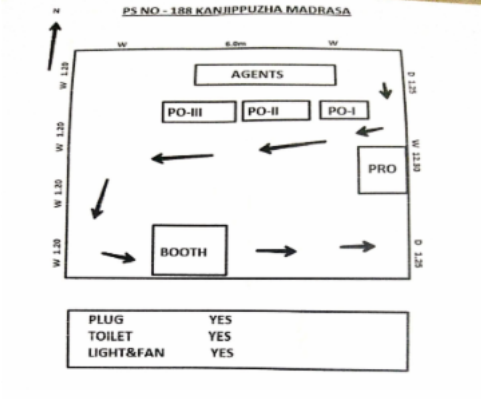 PS NO - 188 KANJIPPUZHA MADRASA
N
W 6.0m W
AGENTS
PO-III PO-II PO-I
PRO
BOOTH
W 1.20
W 1.20
W 1.20
W 1.20
D 1.25
W 12.30
D 1.25
PLUG YES
TOILET YES
LIGHT&FAN YES